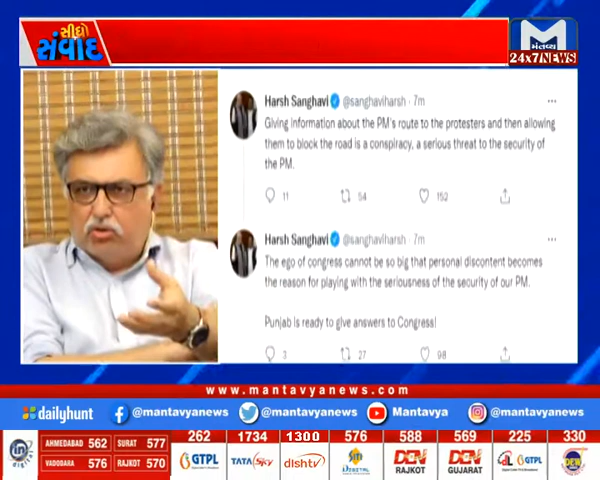 સીધો
સંવાદ
M
મંતવ્ય
24x7NEWS
Harsh Sanghavi @sanghaviharsh · 7m
Giving information about the PM's route to the protesters and then allowing
them to block the road is a conspiracy, a serious threat to the security of
the PM.
11 54 152
Harsh Sanghavi @sanghaviharsh · 7m
The ego of congress cannot be so big that personal discontent becomes
the reason for playing with the seriousness of the security of our PM.
Punjab is ready to give answers to Congress!
3 27 98
www.mantavyanews.com
dailyhunt @mantavyanews @mantavyanews Mantavya @mantavyanews
in digital
AHMEDABAD 562 SURAT 577
VADODARA 576 RAJKOT 570
262 GTPL
1734 TATA Sky
1300 dishtv
576 SITI DIGITAL
588 DEN RAJKOT
569 DEN GUJARAT
225 GTPL
330 DEW